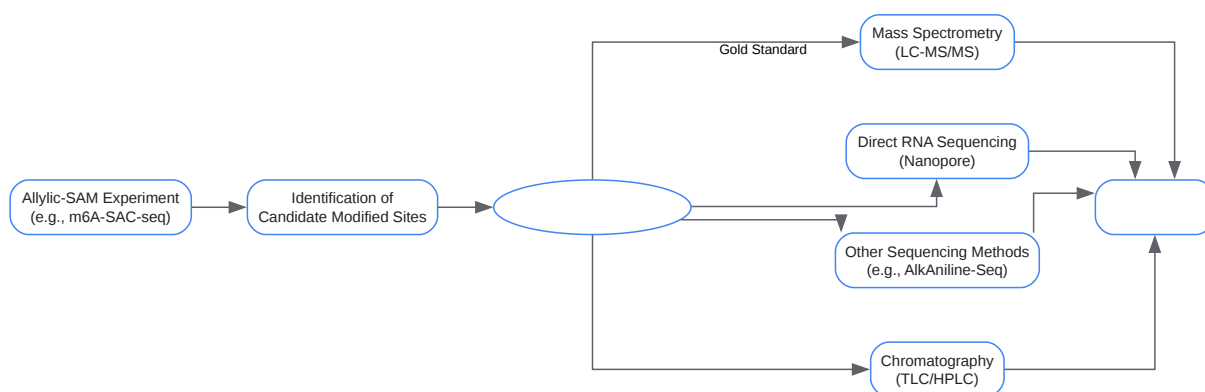 Allylic-SAM Experiment
(e.g., m6A-SAC-seq)
Identification of
Candidate Modified Sites
Gold Standard
Mass Spectrometry
(LC-MS/MS)
Direct RNA Sequencing
(Nanopore)
Other Sequencing Methods
(e.g., AlkAniline-Seq)
Chromatography
(TLC/HPLC)